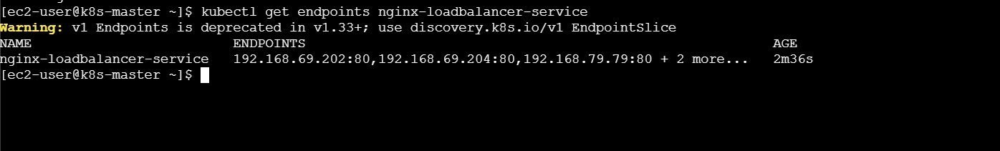 [ec2-user@k8s-master ~]$ kubectl get endpoints nginx-loadbalancer-service
Warning: v1 Endpoints is deprecated in v1.33+; use discovery.k8s.io/v1 EndpointSlice
NAME                         ENDPOINTS                                                          AGE
nginx-loadbalancer-service   192.168.69.202:80,192.168.69.204:80,192.168.79.79:80 + 2 more...   2m36s
[ec2-user@k8s-master ~]$